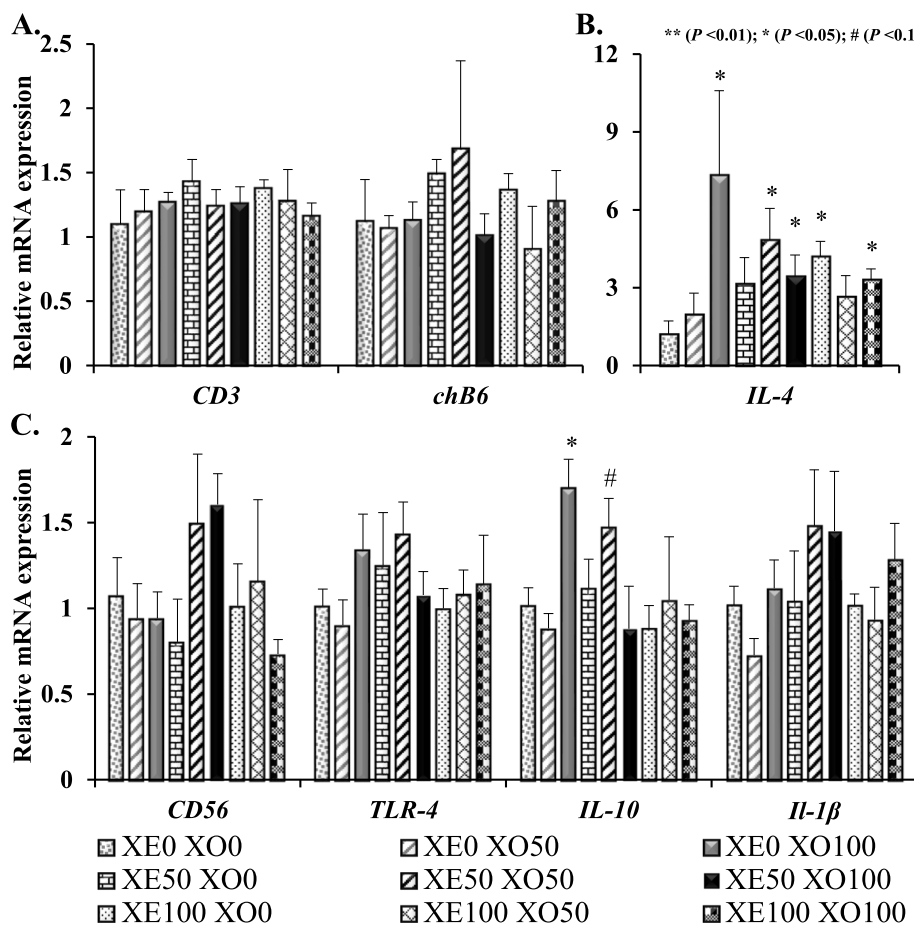 A.
B.
** (P <0.01); * (P <0.05); # (P <0.1
Relative mRNA expression
2.5
2
1.5
1
0.5
0
CD3
chB6
12
9
6
3
0
*
*
*
*
*
IL-4
C.
Relative mRNA expression
2
1.5
1
0.5
0
*
#
CD56
TLR-4
IL-10
Il-1β
XE0 XO0
XE0 XO50
XE0 XO100
XE50 XO0
XE50 XO50
XE50 XO100
XE100 XO0
XE100 XO50
XE100 XO100